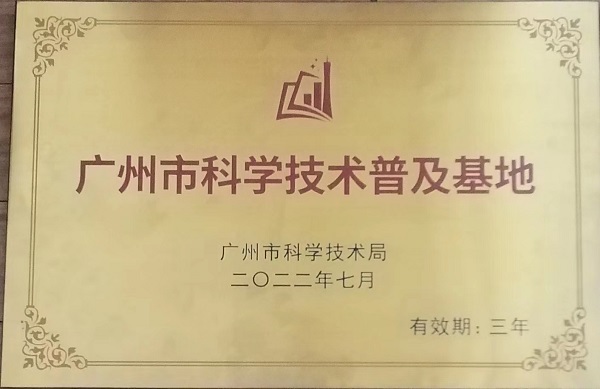 广州市科学技术普及基地
广州市科学技术局
二〇二二年七月
有效期：三年